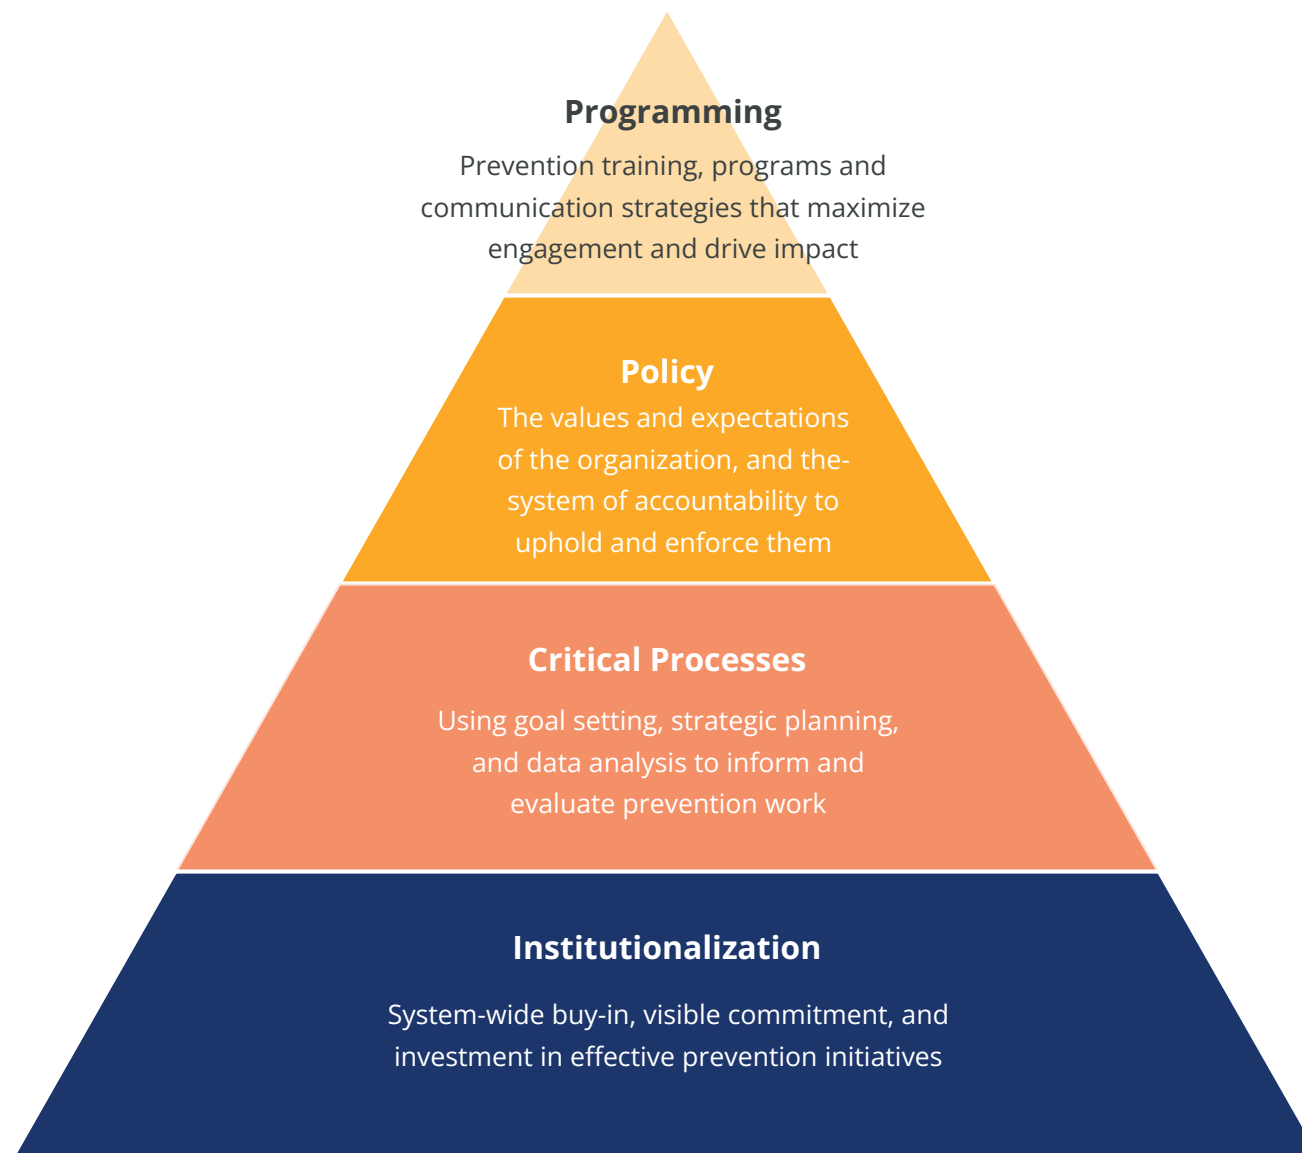 Programming
Prevention training, programs and
communication strategies that maximize
engagement and drive impact
Policy
The values and expectations
of the organization, and the-
system of accountability to
uphold and enforce them
Critical Processes
Using goal setting, strategic planning,
and data analysis to inform and
evaluate prevention work
Institutionalization
System-wide buy-in, visible commitment, and
investment in effective prevention initiatives